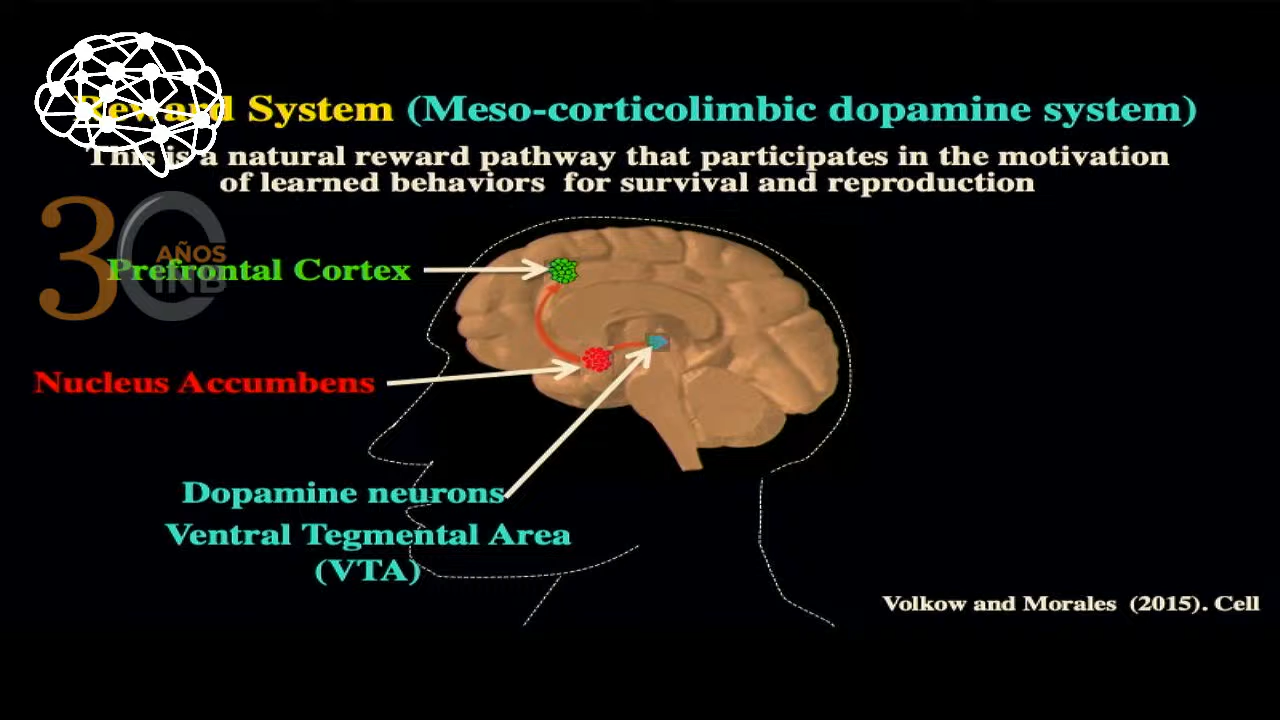 Reward System (Meso-corticolimbic dopamine system)
This is a natural reward pathway that participates in the motivation
of learned behaviors for survival and reproduction
30 AÑOS
INB
Prefrontal Cortex
Nucleus Accumbens
Dopamine neurons
Ventral Tegmental Area
(VTA)
Volkow and Morales (2015). Cell